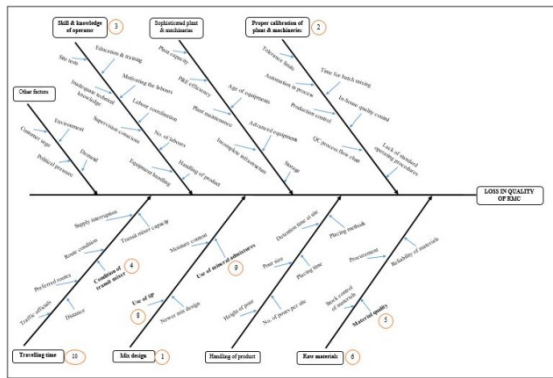 Skill & knowledge
of operator
3
Sophisticated plant
& machinaries
Proper calibration of
plant & machinaries
2
Site tests
Education & training
Inadequate technical
knowledge
Motivating the labours
Labour coordination
Supervision conscious
No. of labours
Equipment handling
Handling of product
Plant capacity
P&E efficiency
Age of equipments
Plant maintenance
Advanced equipments
Incomplete infrastructure
Storage
Tolerance limits
Time for batch mixing
Automation in process
In-house quality control
Production control
QC process flow chart
Lack of standard
operating procedures
Other factors
Environment
Customer urge
Political pressure
Demand
LOSS IN QUALITY
OF RMC
Supply interruption
Transit mixer capacity
Route condition
4
Condition of
transit mixer
Preferred routes
Traffic officials
Distance
Moisture content
Use of mineral admixtures
9
Use of SP
8
Newer mix design
Detention time at site
Placing methods
Pour size
Placing time
Height of pour
No. of pours per site
Procurement
Reliability of materials
Stock control
of materials
Material quality
5
Travelling time
10
Mix design
1
Handling of product
Raw materials
6